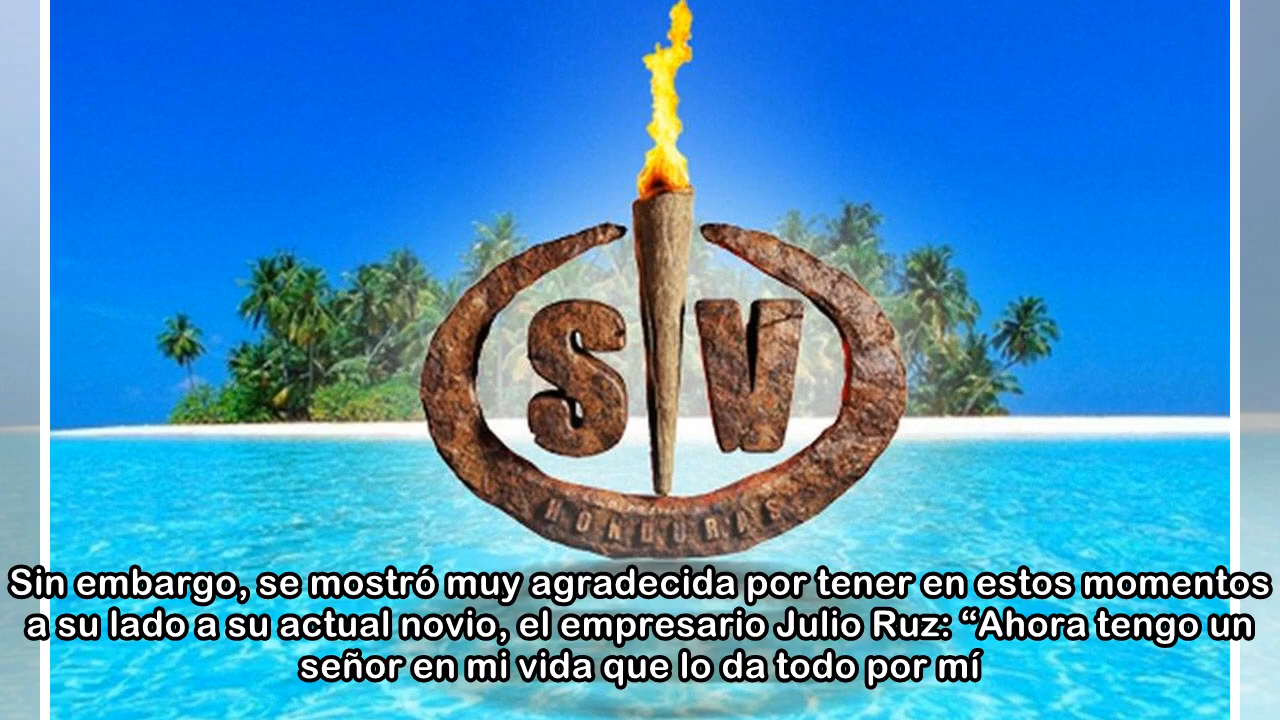 S V
HONDURAS
Sin embargo, se mostró muy agradecida por tener en estos momentos
a su lado a su actual novio, el empresario Julio Ruz: “Ahora tengo un
señor en mi vida que lo da todo por mí